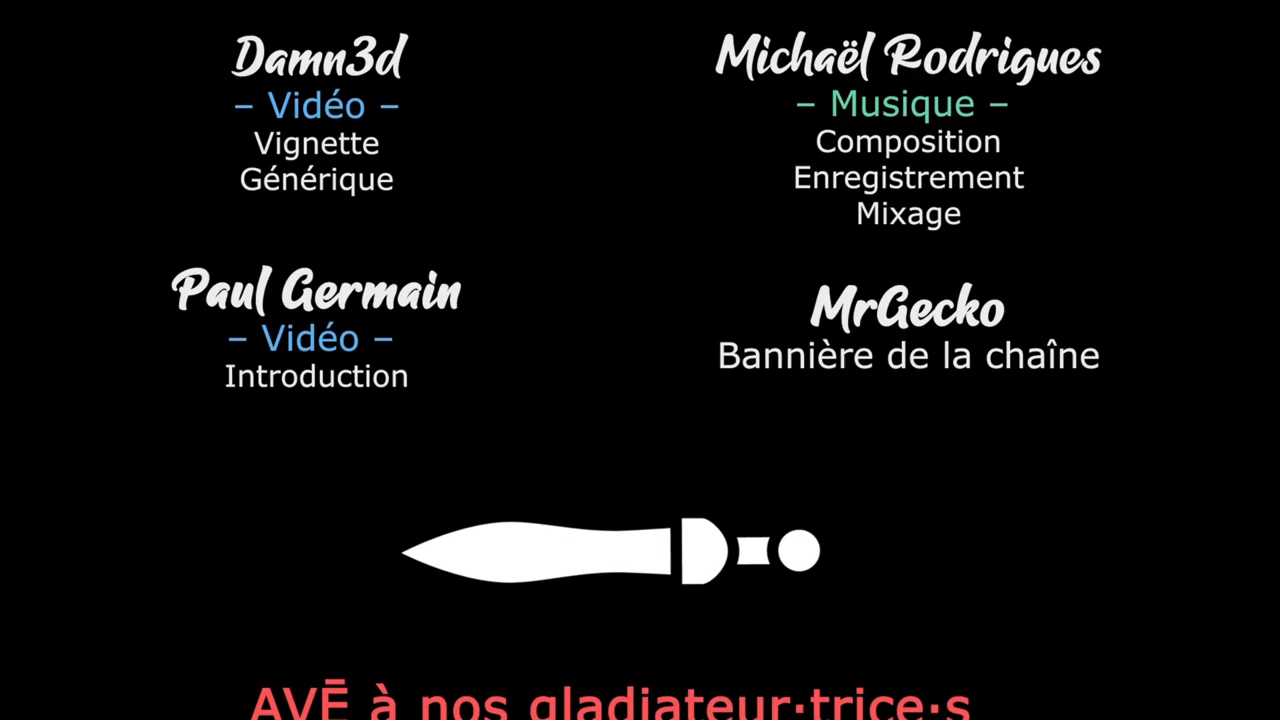 Damn3d
– Vidéo –
Vignette
Générique
Michaël Rodrigues
– Musique –
Composition
Enregistrement
Mixage
Paul Germain
– Vidéo –
Introduction
MrGecko
Bannière de la chaîne
AVĒ à nos gladiateur·trice·s